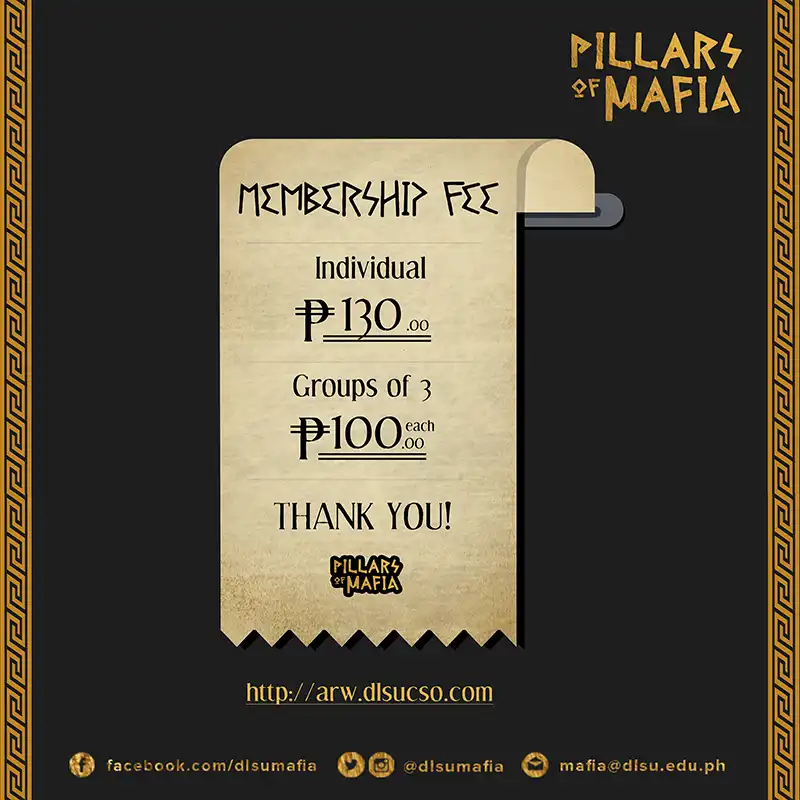 PILLARS
OF MAFIA
MEMBERSHIP FEE
Individual
₱130.00
Groups of 3
₱100.00 each
THANK YOU!
PILLARS
OF MAFIA
http://arw.dlsucso.com
facebook.com/dlsumafia @dlsumafia mafia@dlsu.edu.ph